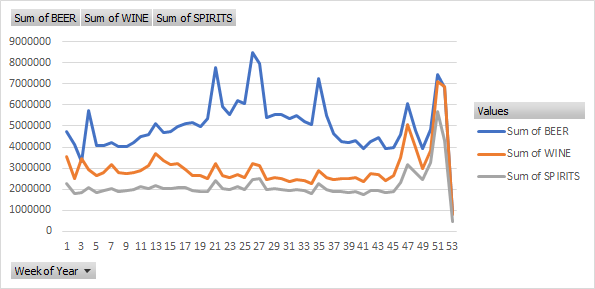 Sum of BEER Sum of WINE Sum of SPIRITS
9000000
8000000
7000000
6000000
5000000
4000000
3000000
2000000
1000000
0
1 3 5 7 9 11 13 15 17 19 21 23 25 27 29 31 33 35 37 39 41 43 45 47 49 51 53
Values
Sum of BEER
Sum of WINE
Sum of SPIRITS
Week of Year